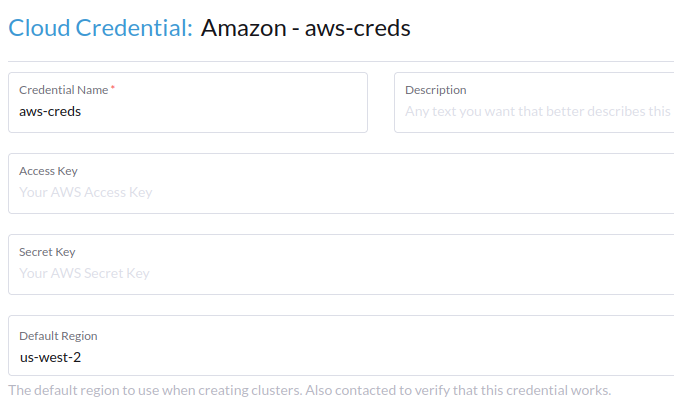 Cloud Credential: Amazon - aws-creds
Credential Name *
aws-creds
Description
Any text you want that better describes this
Access Key
Your AWS Access Key
Secret Key
Your AWS Secret Key
Default Region
us-west-2
The default region to use when creating clusters. Also contacted to verify that this credential works.